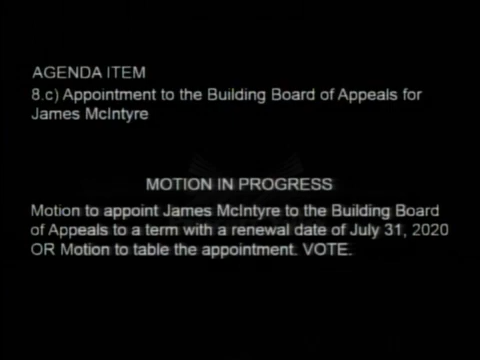 AGENDA ITEM
8.c) Appointment to the Building Board of Appeals for
James McIntyre
MOTION IN PROGRESS
Motion to appoint James McIntyre to the Building Board
of Appeals to a term with a renewal date of July 31, 2020
OR Motion to table the appointment. VOTE.